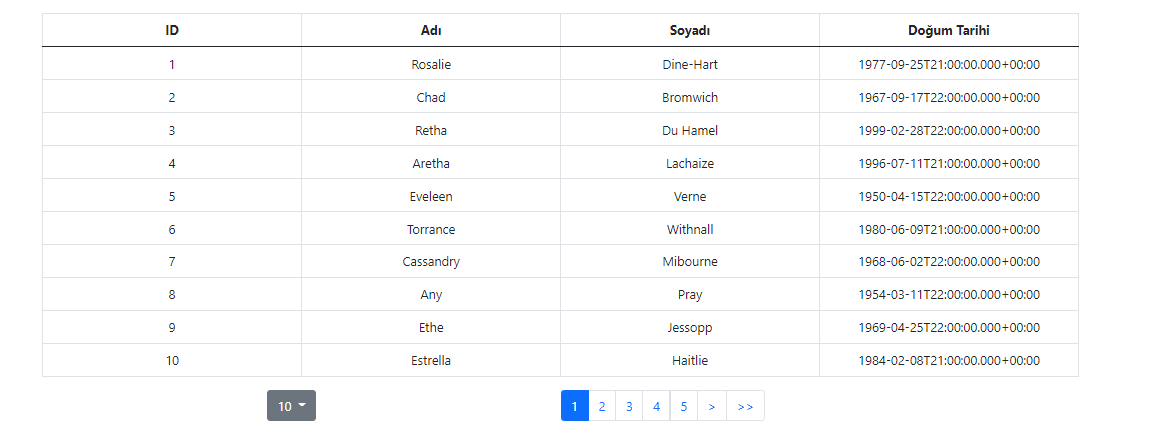 ID Adı Soyadı Doğum Tarihi
1 Rosalie Dine-Hart 1977-09-25T21:00:00.000+00:00
2 Chad Bromwich 1967-09-17T22:00:00.000+00:00
3 Retha Du Hamel 1999-02-28T22:00:00.000+00:00
4 Aretha Lachaize 1996-07-11T21:00:00.000+00:00
5 Eveleen Verne 1950-04-15T22:00:00.000+00:00
6 Torrance Withnall 1980-06-09T21:00:00.000+00:00
7 Cassandry Mibourne 1968-06-02T22:00:00.000+00:00
8 Any Pray 1954-03-11T22:00:00.000+00:00
9 Ethe Jessopp 1969-04-25T22:00:00.000+00:00
10 Estrella Haitlie 1984-02-08T21:00:00.000+00:00
10 1 2 3 4 5 > >>